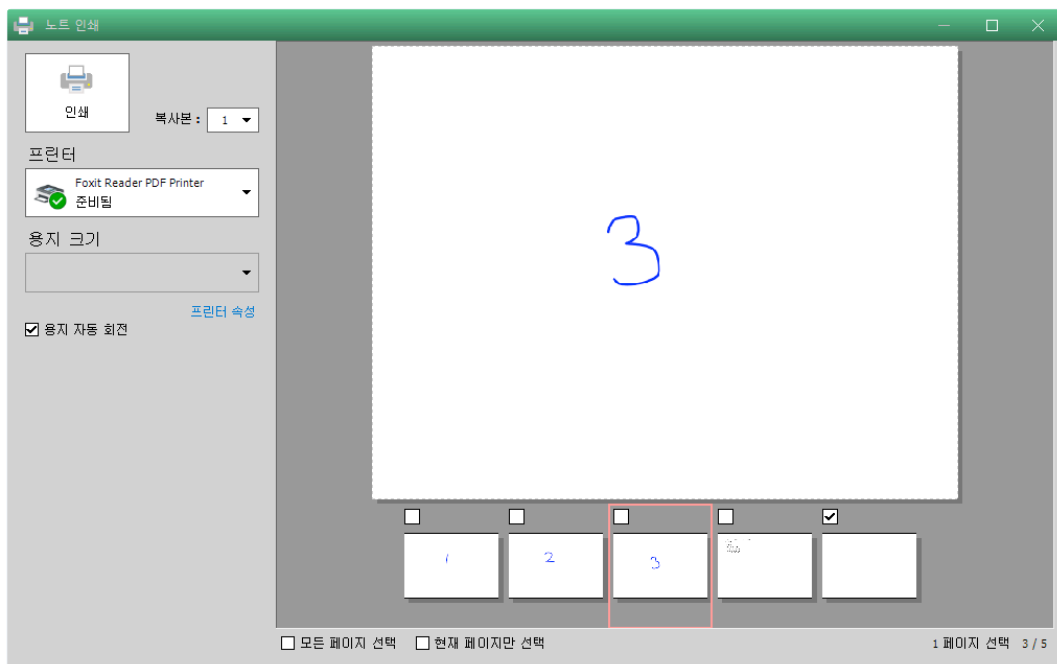 노트 인쇄
인쇄
복사본 : 1
프린터
Foxit Reader PDF Printer
준비됨
용지 크기
프린터 속성
용지 자동 회전
3
1
2
3
모든 페이지 선택
현재 페이지만 선택
1 페이지 선택 3 / 5